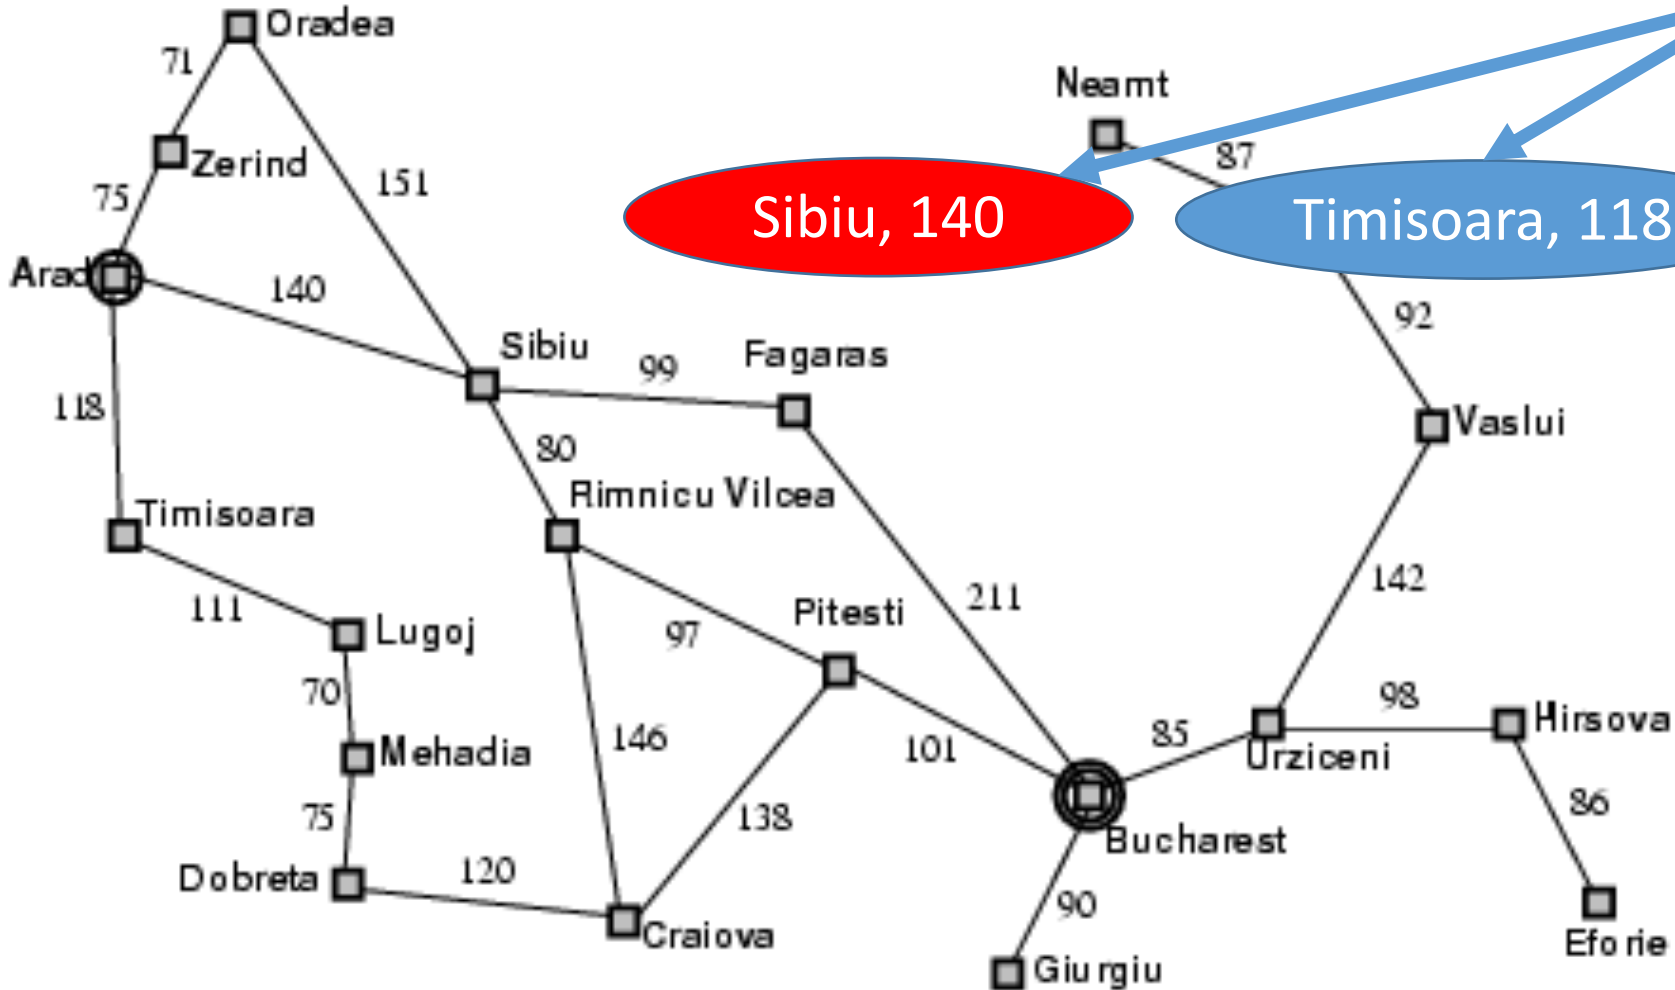 Oradea
71
Neamt
87
Zerind
151
75
Sibiu, 140
Timisoara, 118
Arad
140
92
Sibiu
Fagaras
99
118
Vaslui
80
Rimnicu Vilcea
Timisoara
142
111
211
Pitesti
Lugoj
97
70
98
Hirsova
146
101
85
Mehadia
Urziceni
75
138
86
Bucharest
120
Dobreta
90
Craiova
Eforie
Giurgiu